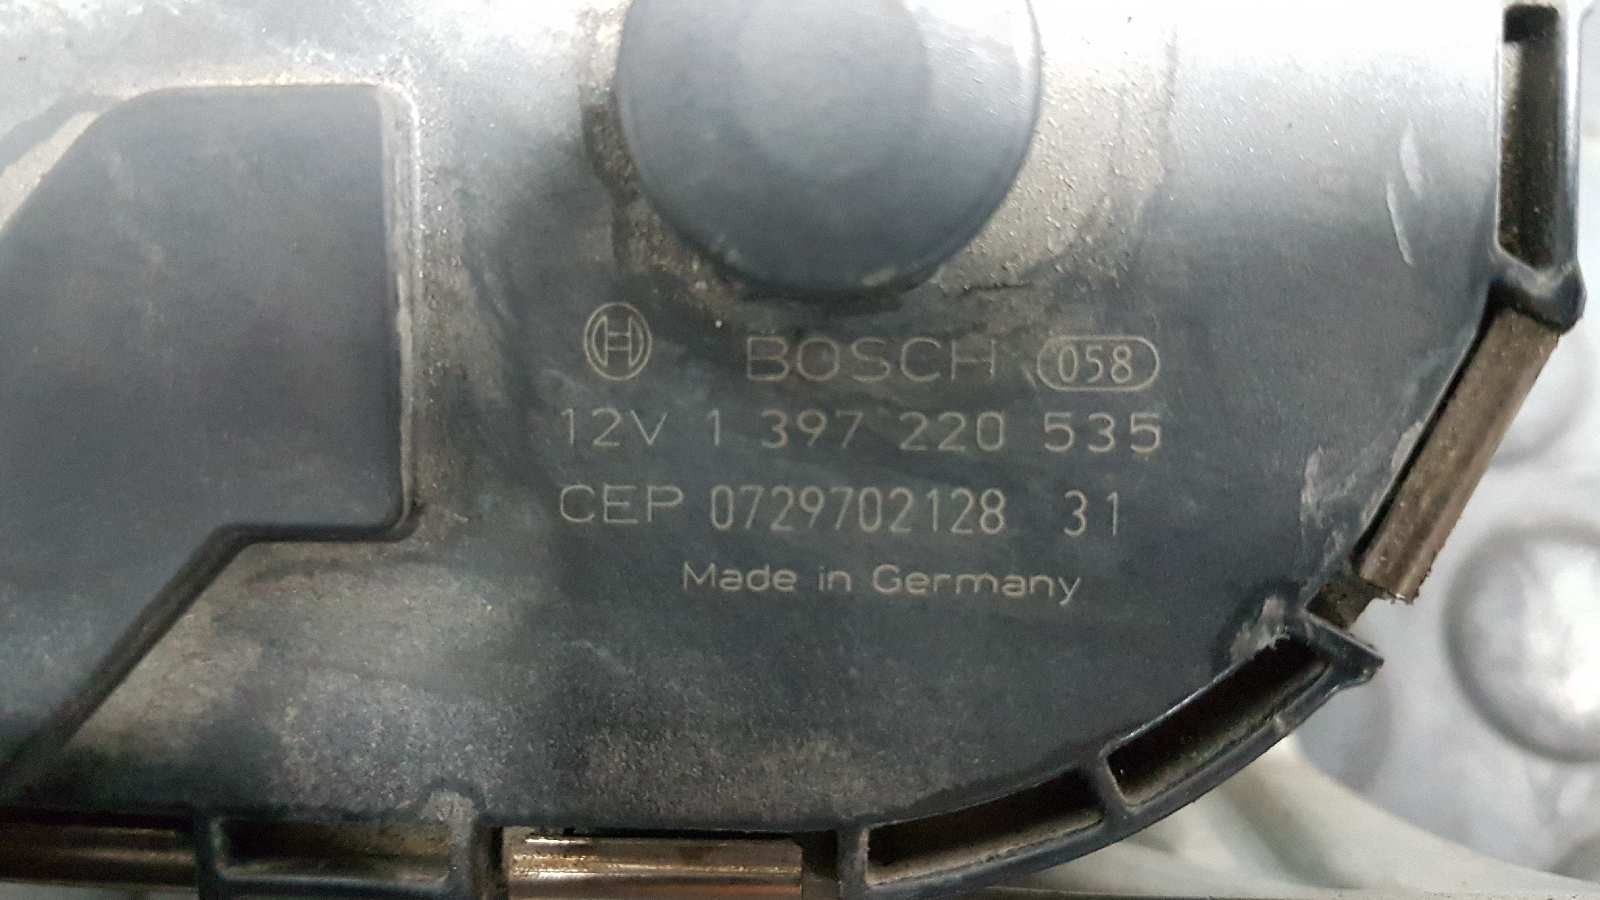 BOSCH 058
12V 1 397 220 535
CEP 0729702128 31
Made in Germany